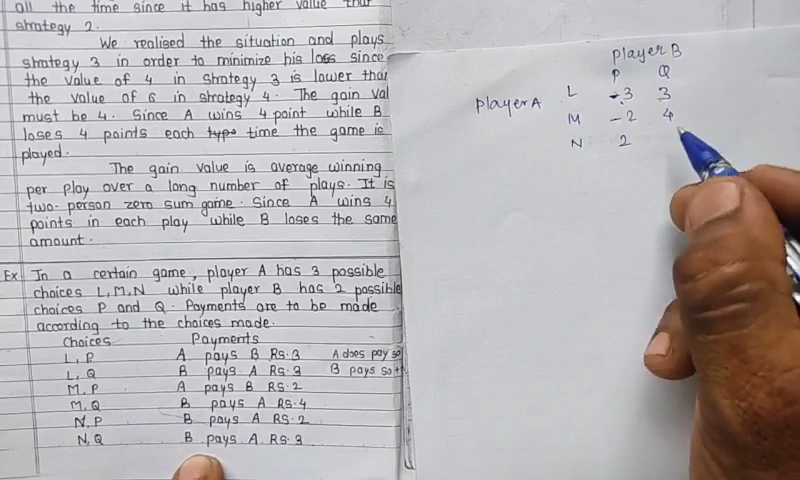 all the time since it has higher value than
strategy 2.
We realised the situation and plays
strategy 3 in order to minimize his loss since
the value of 4 in strategy 3 is lower than
the value of 6 in strategy 4. The gain val
must be 4. Since A wins 4 point while B
loses 4 points each time the game is
played.
The gain value is average winning
per play over a long number of plays. It is
two-person zero sum game. Since A wins 4
points in each play while B loses the same
amount.
Ex. In a certain game, player A has 3 possible
choices L, M, N while player B has 2 possible
choices P and Q. Payments are to be made
according to the choices made.
Choices Payments
L, P A pays B Rs. 3 A does pay so
L, Q B pays A Rs. 3 B pays so
M, P A pays B Rs. 2
M, Q B pays A Rs. 4
N, P B pays A Rs. 2
N, Q B pays A Rs. 3
player B
P Q
player A L -3 3
M -2 4
N 2